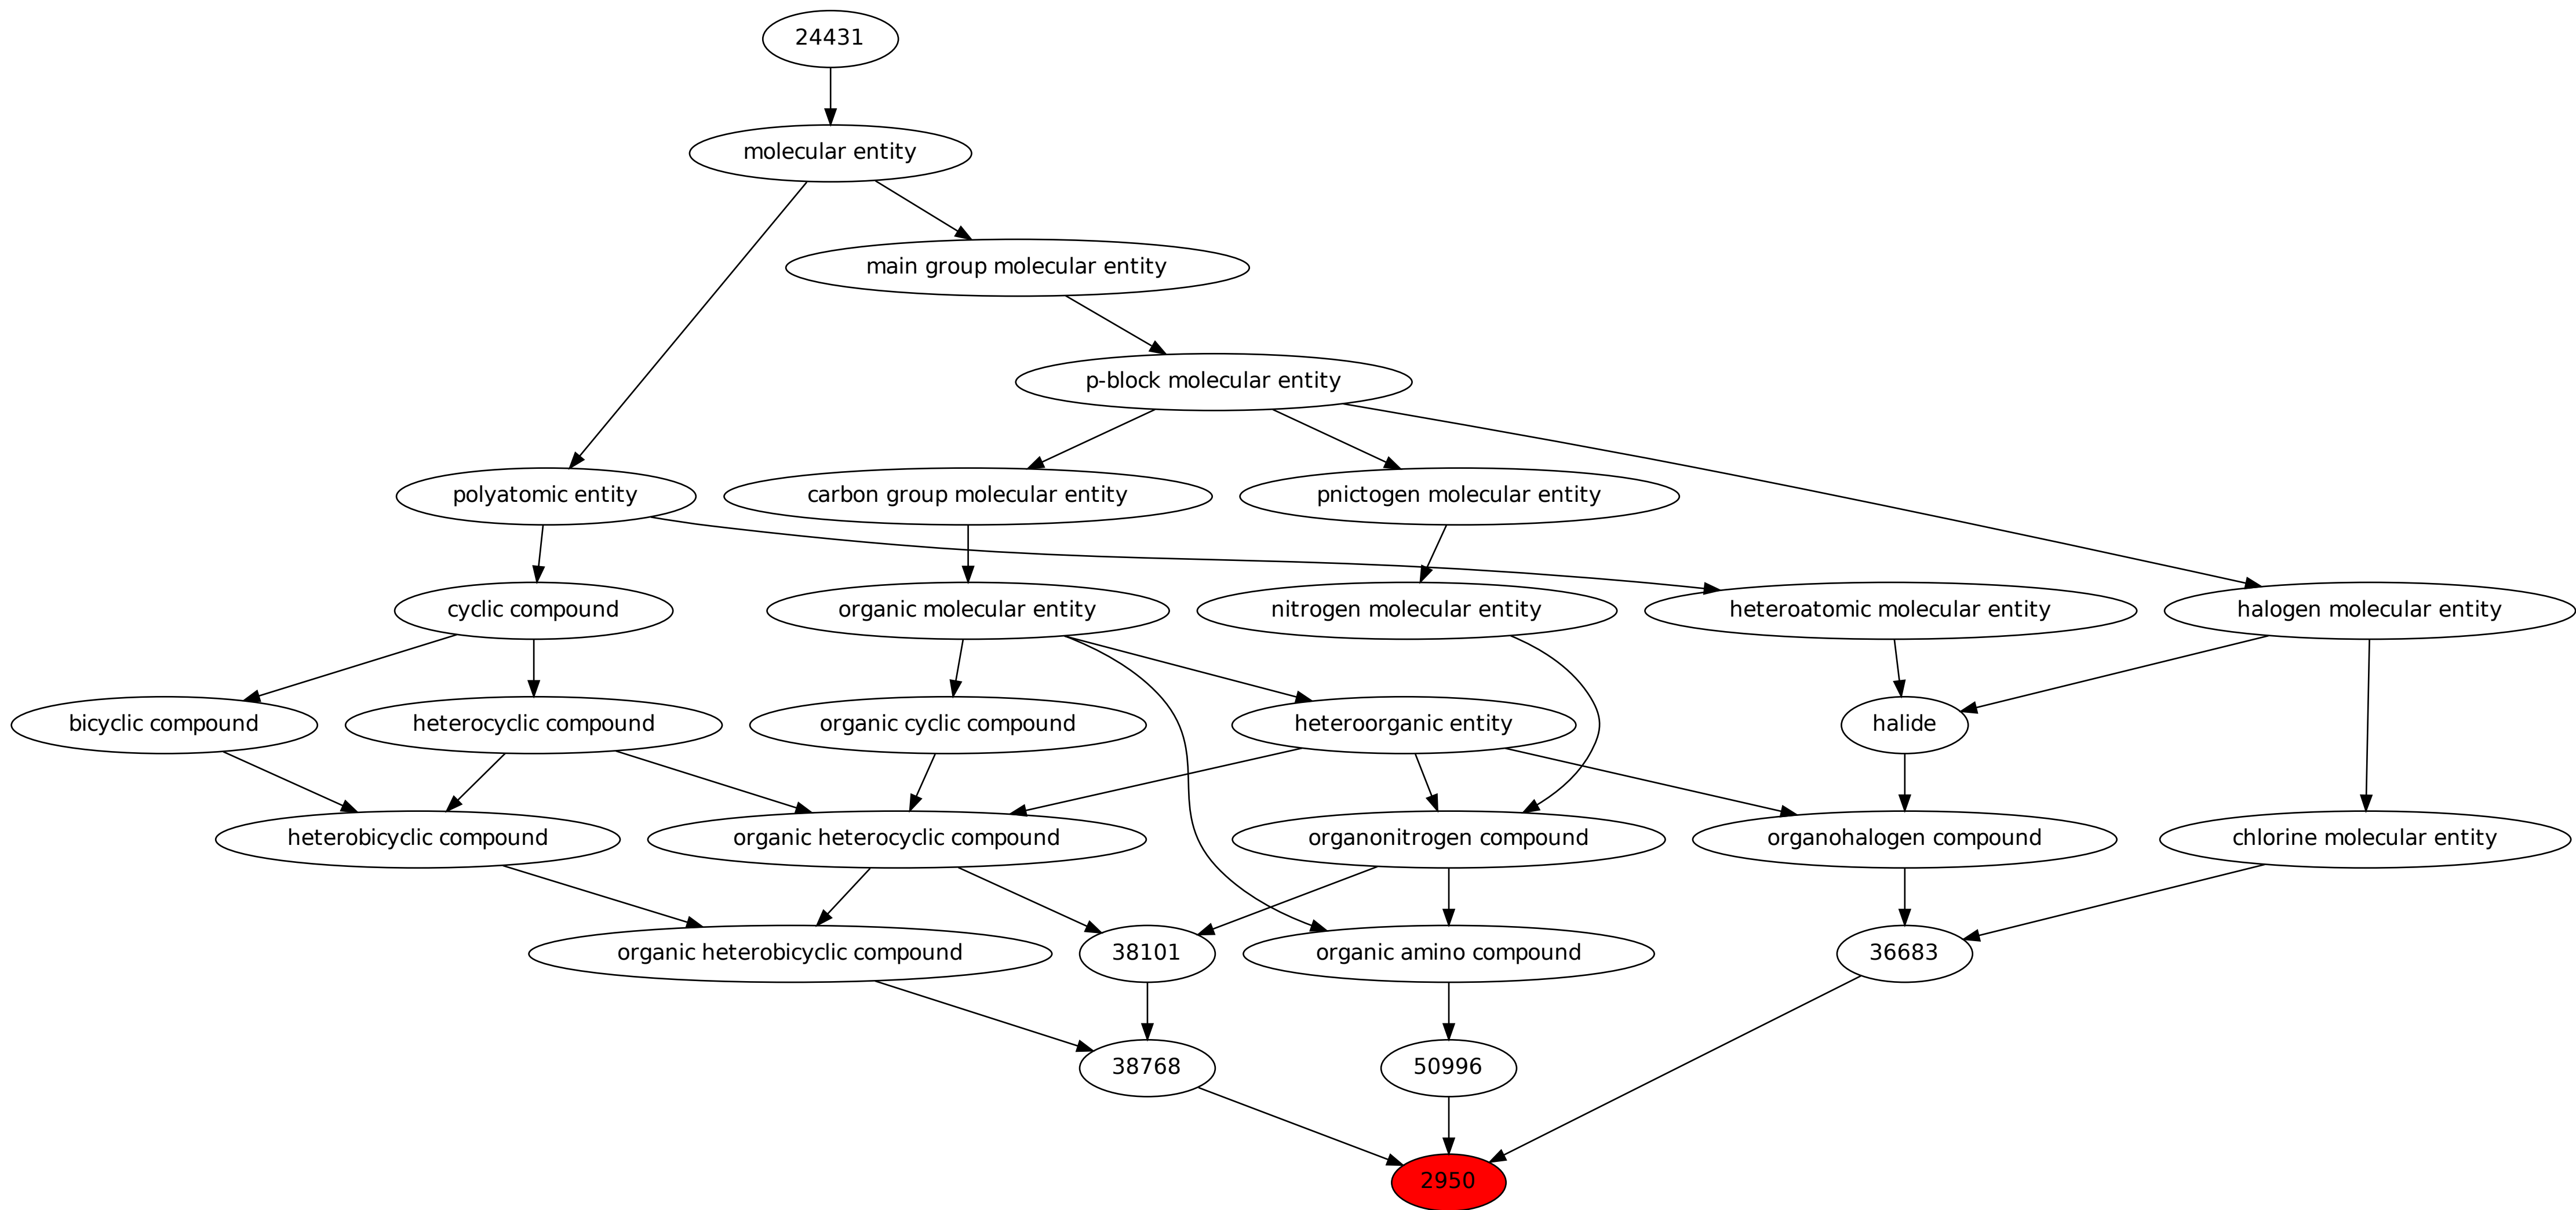 24431
molecular entity
main group molecular entity
p-block molecular entity
polyatomic entity
carbon group molecular entity
pnictogen molecular entity
cyclic compound
organic molecular entity
nitrogen molecular entity
heteroatomic molecular entity
halogen molecular entity
bicyclic compound
heterocyclic compound
organic cyclic compound
heteroorganic entity
halide
heterobicyclic compound
organic heterocyclic compound
organonitrogen compound
organohalogen compound
chlorine molecular entity
organic heterobicyclic compound
38101
organic amino compound
36683
38768
50996
2950